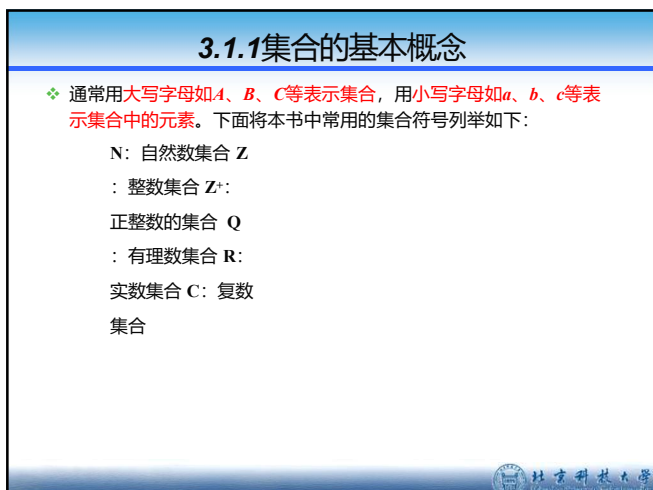 3.1.1集合的基本概念
通常用大写字母如A、B、C等表示集合，用小写字母如a、b、c等表
示集合中的元素。下面将本书中常用的集合符号列举如下：
N：自然数集合 Z
：整数集合 Z⁺：
正整数的集合 Q
：有理数集合 R：
实数集合 C：复数
集合
北京科技大学